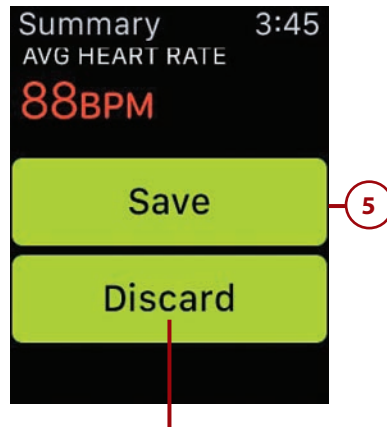 Summary 3:45
AVG HEART RATE
88BPM
Save
5
Discard